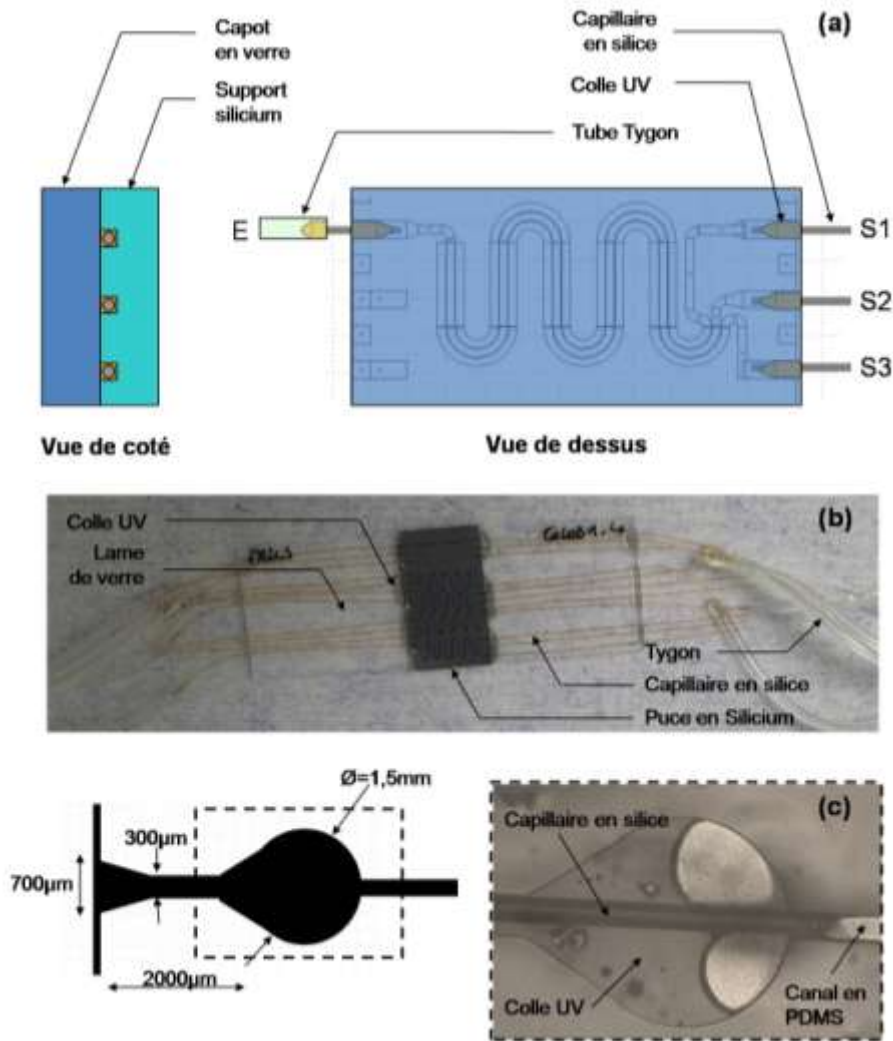 (a)
Capot
en verre
Support
silicium
Capillaire
en silice
Colle UV
Tube Tygon
E
S1
S2
S3
Vue de coté
Vue de dessus
(b)
Colle UV
Lame
de verre
Tygon
Capillaire en silice
Puce en Silicium
Ø=1,5mm
300µm
700µm
2000µm
(c)
Capillaire en silice
Colle UV
Canal en
PDMS